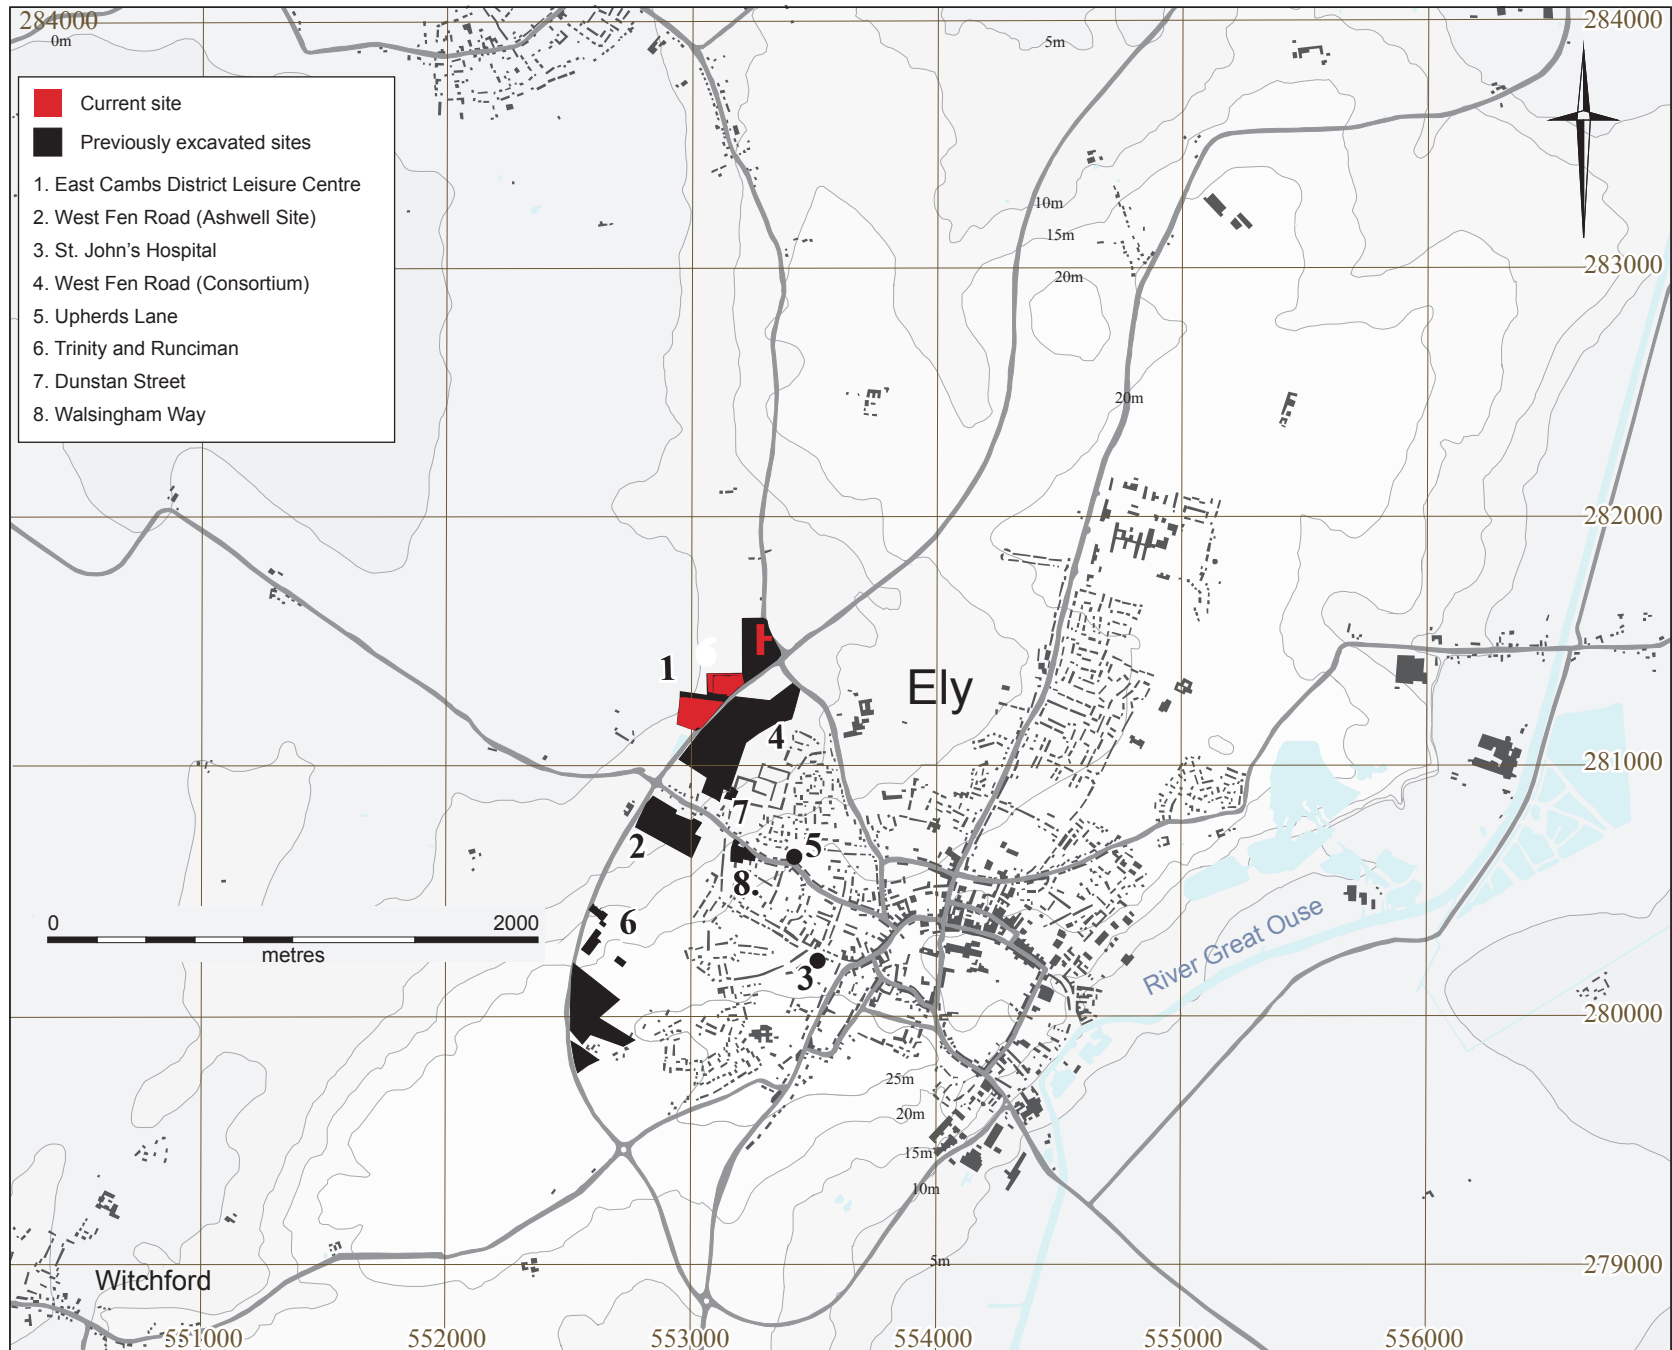 284000
284000
0m
5m
Current site
Previously excavated sites
1. East Cambs District Leisure Centre
2. West Fen Road (Ashwell Site)
3. St. John's Hospital
4. West Fen Road (Consortium)
5. Upherds Lane
6. Trinity and Runciman
7. Dunstan Street
8. Walsingham Way
10m
15m
20m
283000
20m
282000
6
H
1
Ely
4
281000
7
2
5
8.
6
0
2000
metres
3
River Great Ouse
280000
25m
20m
15m
10m
5m
279000
Witchford
551000
552000
553000
554000
555000
556000